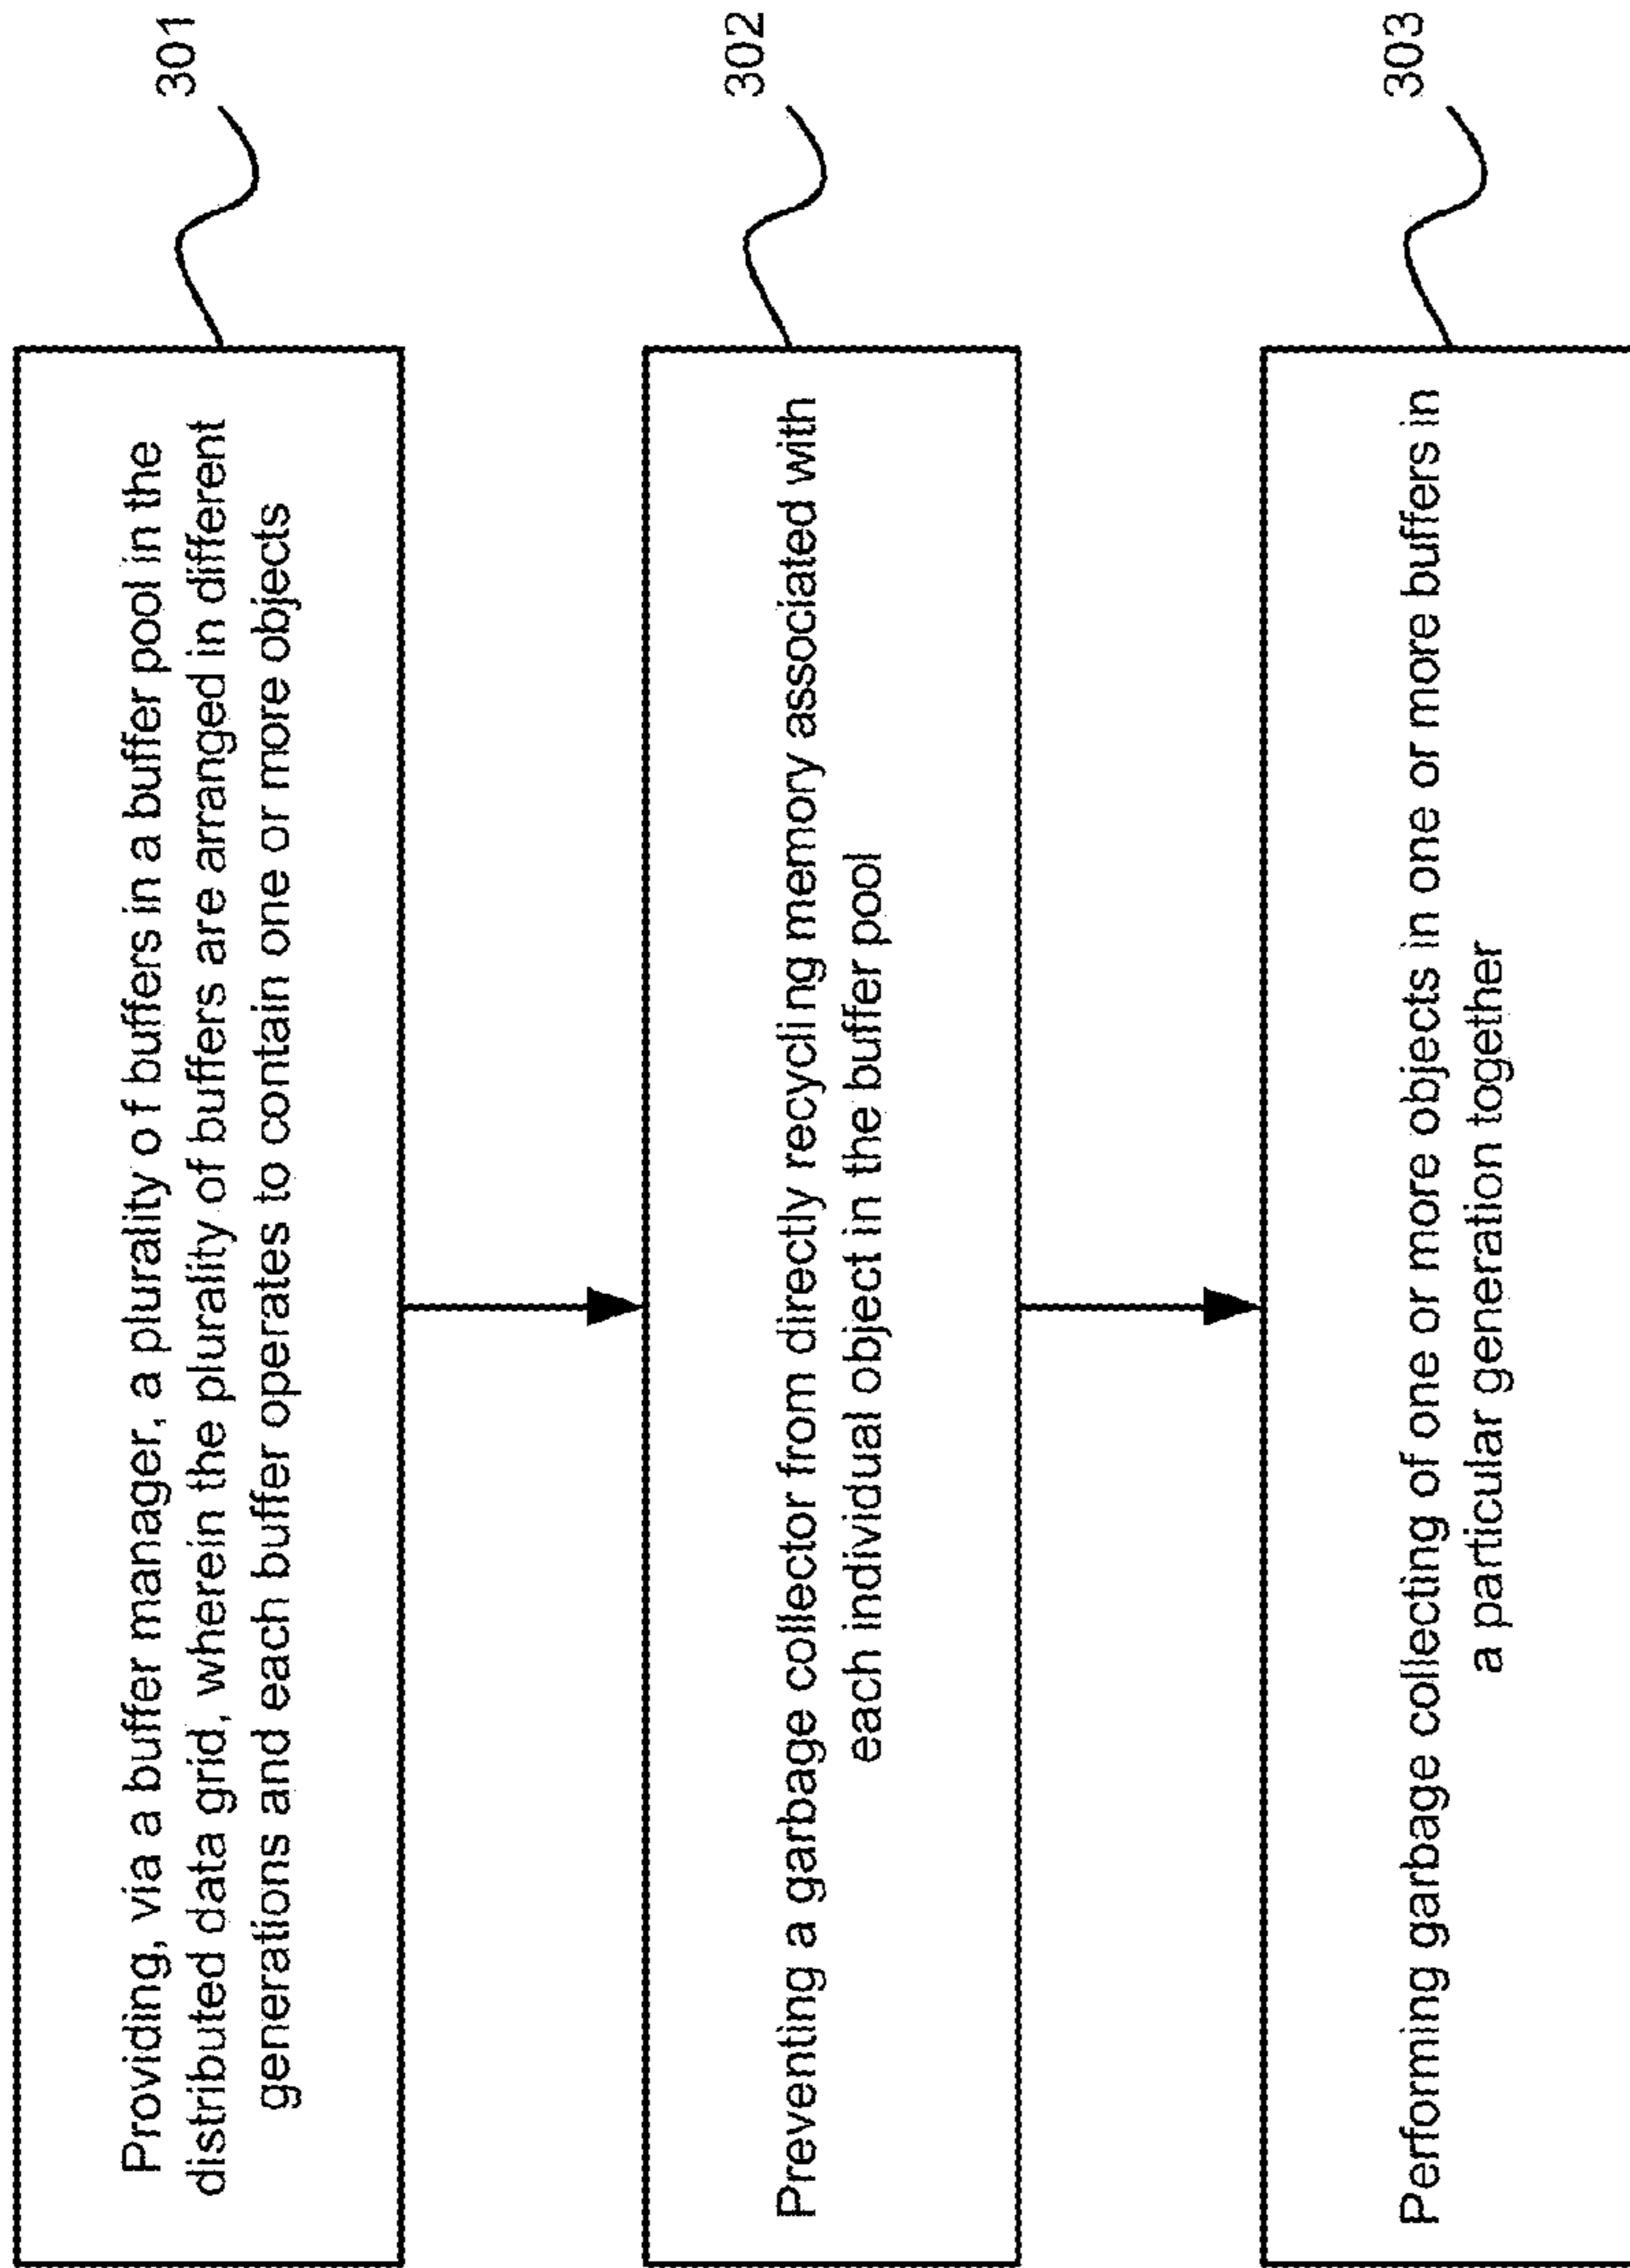 Providing, via a buffer manager, a plurality o f buffers in a buffer pool in the
distributed data grid, wherein the plurality of buffers are arranged in different
generations and each buffer operates to contain one or more objects
301
Preventing a garbage collector from directly recycling memory associated with
each individual object in the buffer pool
302
Performing garbage collecting of one or more objects in one or more buffers in
a particular generation together
303